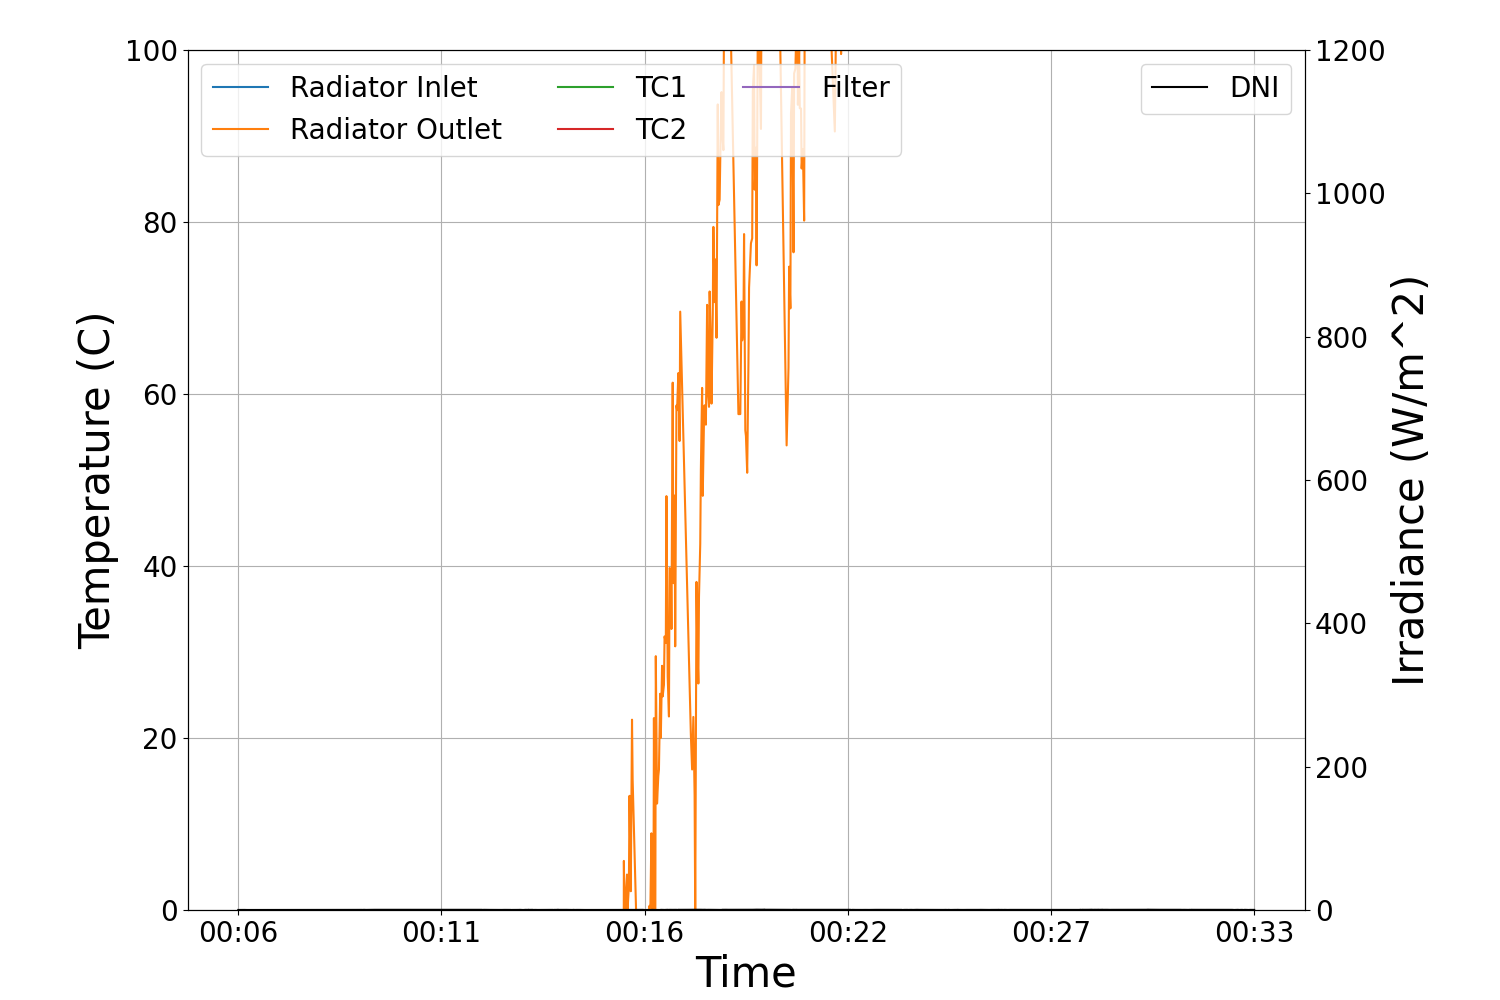 100
80
60
40
20
0
Temperature (C)
Radiator Inlet
Radiator Outlet
TC1
TC2
Filter
DNI
1200
1000
800
600
400
200
0
Irradiance (W/m^2)
00:06 00:11 00:16 00:22 00:27 00:33
Time